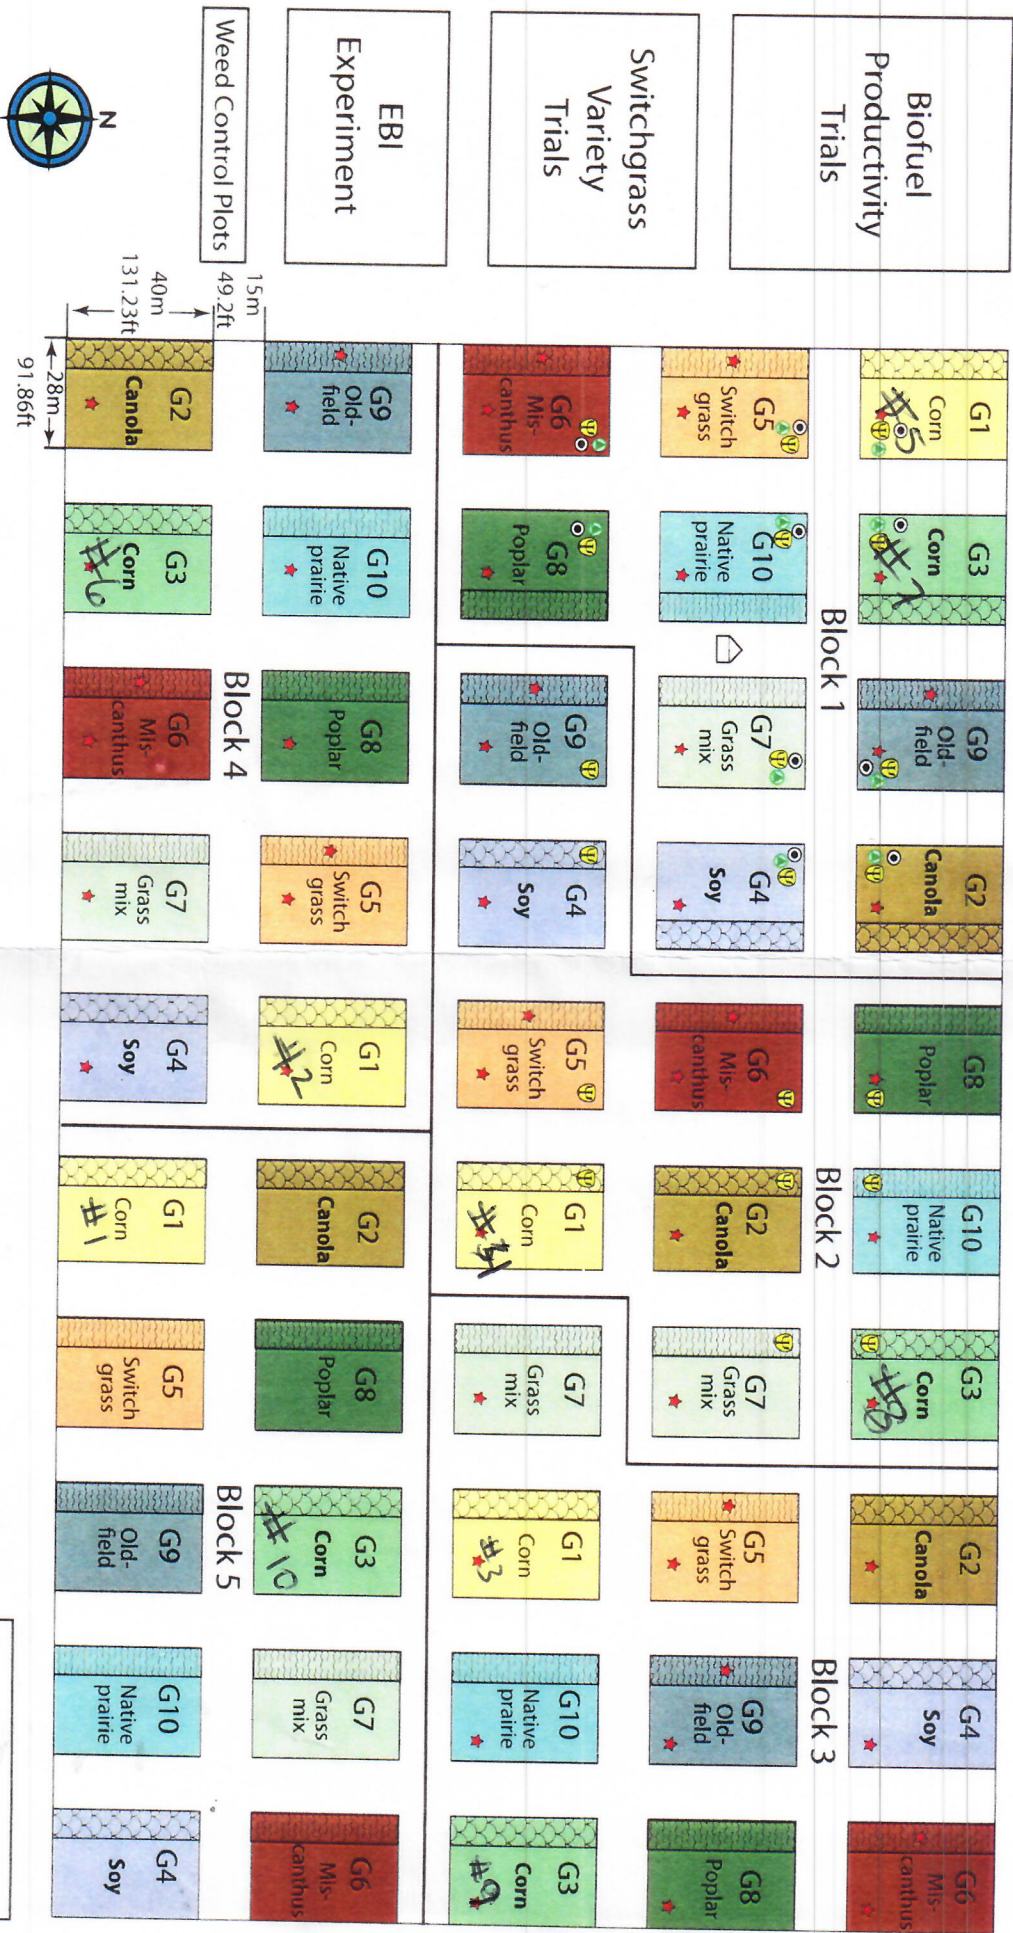 Biofuel
Productivity
Trials
Switchgrass
Variety
Trials
EBI
Experiment
Weed Control Plots
N
15m
49.2ft
40m
131.23ft
28m
91.86ft
G1
Corn
#5
G3
Corn
#7
G9
Old-
field
G2
Canola
G8
Poplar
G10
Native
prairie
G3
Corn
#8
G2
Canola
G4
Soy
G6
Mis-
canthus
Block 1
Block 2
Block 3
G5
Switch
grass
G10
Native
prairie
G7
Grass
mix
G4
Soy
G6
Mis-
canthus
G2
Canola
G7
Grass
mix
G5
Switch
grass
G9
Old-
field
G8
Poplar
G6
Mis-
canthus
G8
Poplar
G9
Old-
field
G4
Soy
G5
Switch
grass
G1
Corn
#4
G7
Grass
mix
G1
Corn
#3
G10
Native
prairie
G3
Corn
#9
G9
Old-
field
G10
Native
prairie
G8
Poplar
G5
Switch
grass
G1
Corn
#2
G2
Canola
G8
Poplar
G3
Corn
#10
G7
Grass
mix
G6
Mis-
canthus
Block 4
Block 5
G2
Canola
G3
Corn
#6
G6
Mis-
canthus
G7
Grass
mix
G4
Soy
G1
Corn
#1
G5
Switch
grass
G9
Old-
field
G10
Native
prairie
G4
Soy